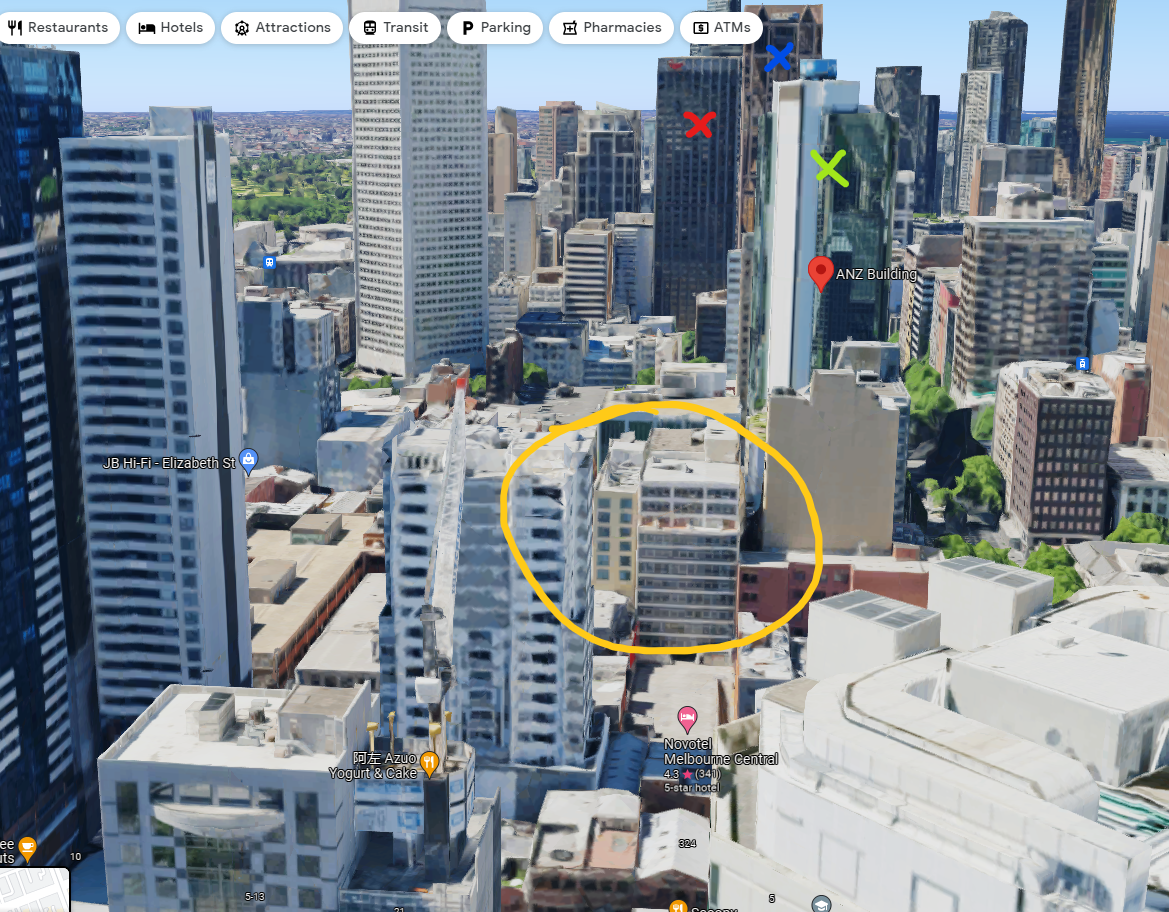 Restaurants
Hotels
Attractions
Transit
Parking
Pharmacies
ATMs
ANZ Building
JB Hi-Fi - Elizabeth St
Novotel
Melbourne Central
4.3 ★ (341)
5-star hotel
阿左 Azuo
Yogurt & Cake
10
324
5-13
21
5